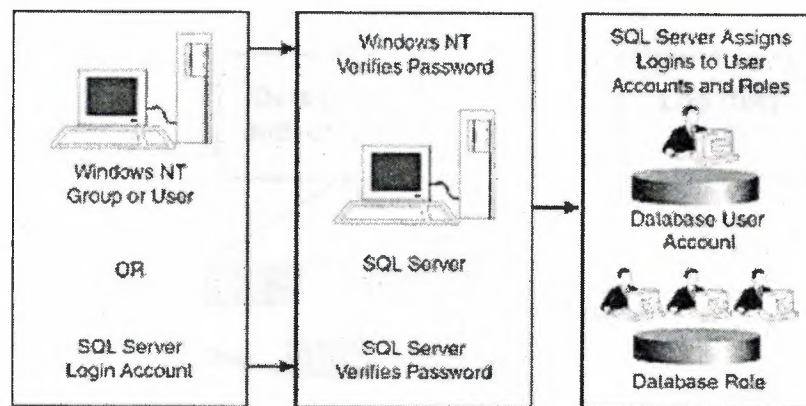 Windows NT
Group or User
OR
SQL Server
Login Account
Windows NT
Verifies Password
SQL Server
SQL Server
Verifies Password
SQL Server Assigns
Logins to User
Accounts and Roles
Database User
Account
Database Role